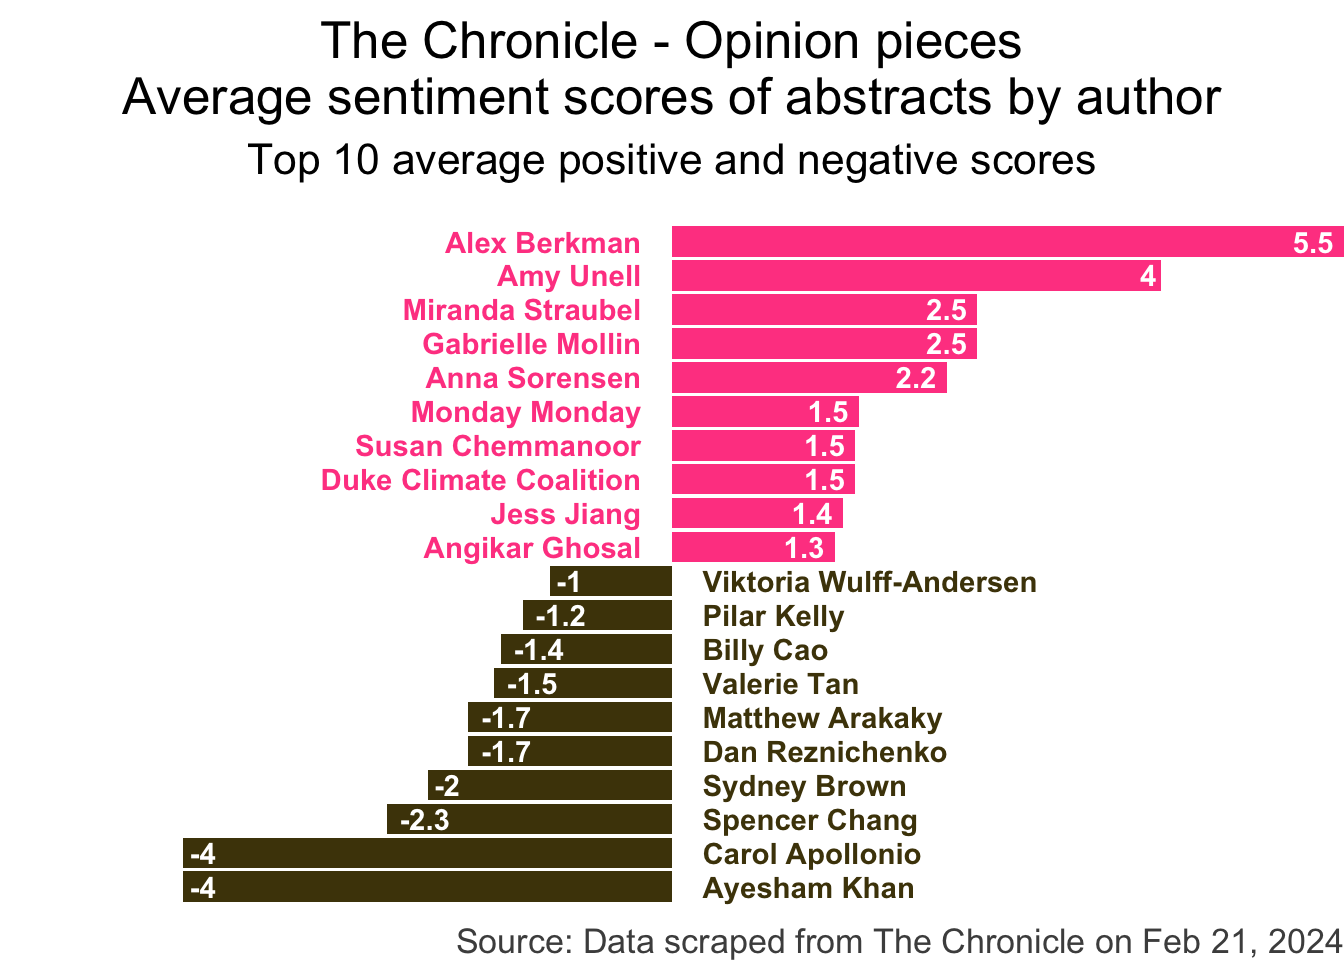 The Chronicle - Opinion pieces
Average sentiment scores of abstracts by author
Top 10 average positive and negative scores
Alex Berkman 5.5
Amy Unell 4
Miranda Straubel 2.5
Gabrielle Mollin 2.5
Anna Sorensen 2.2
Monday Monday 1.5
Susan Chemmanoor 1.5
Duke Climate Coalition 1.5
Jess Jiang 1.4
Angikar Ghosal 1.3
-1 Viktoria Wulff-Andersen
-1.2 Pilar Kelly
-1.4 Billy Cao
-1.5 Valerie Tan
-1.7 Matthew Arakaky
-1.7 Dan Reznichenko
-2 Sydney Brown
-2.3 Spencer Chang
-4 Carol Apollonio
-4 Ayesham Khan
Source: Data scraped from The Chronicle on Feb 21, 2024